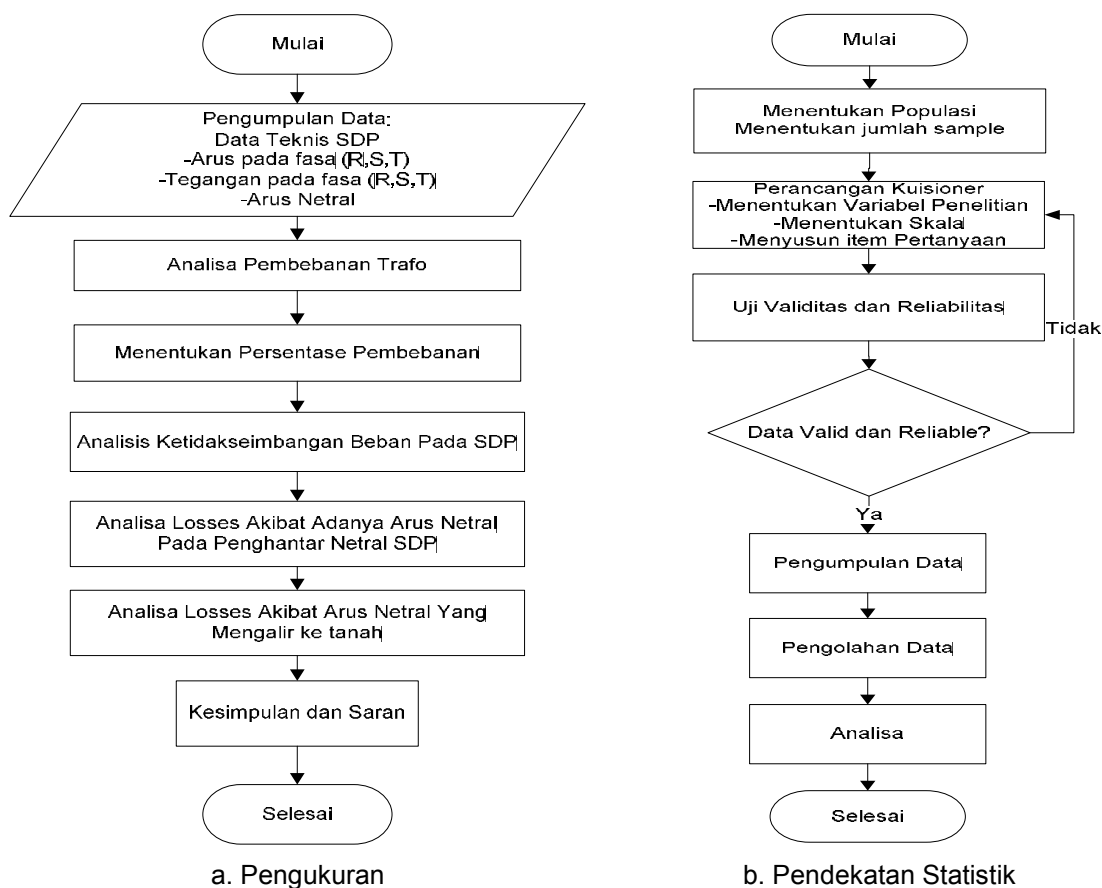 Mulai
Pengumpulan Data:
Data Teknis SDP
-Arus pada fasa (R,S,T)
-Tegangan pada fasa (R,S,T)
-Arus Netral
Analisa Pembebanan Trafo
Menentukan Persentase Pembebanan
Analisis Ketidakseimbangan Beban Pada SDP
Analisa Losses Akibat Adanya Arus Netral
Pada Penghantar Netral SDP
Analisa Losses Akibat Arus Netral Yang
Mengalir ke tanah
Kesimpulan dan Saran
Selesai
a. Pengukuran
Mulai
Menentukan Populasi
Menentukan jumlah sample
Perancangan Kuisioner
-Menentukan Variabel Penelitian
-Menentukan Skala
-Menyusun item Pertanyaan
Uji Validitas dan Reliabilitas
Tidak
Data Valid dan Reliable?
Ya
Pengumpulan Data
Pengolahan Data
Analisa
Selesai
b. Pendekatan Statistik